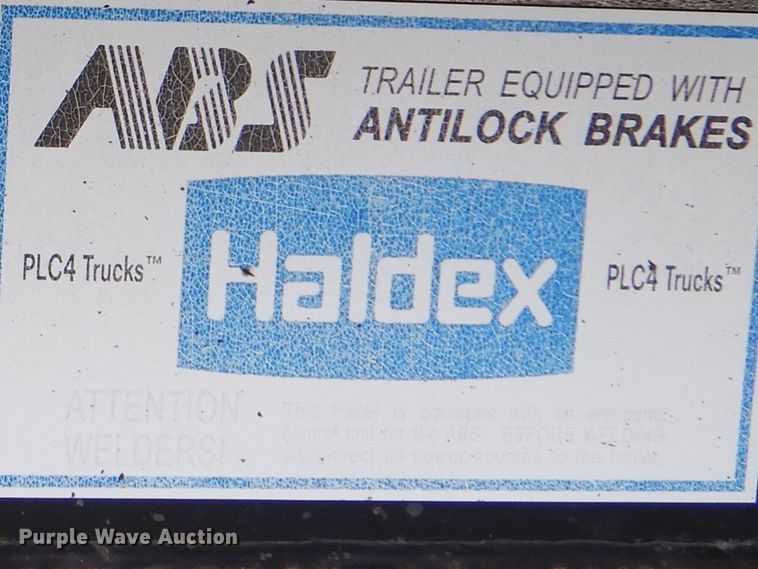 ABS
TRAILER EQUIPPED WITH
ANTILOCK BRAKES
PLC4 Trucks™
Haldex
PLC4 Trucks™
ATTENTION
WELDERS!
This trailer is equipped with an electronic
control unit for the ABS. BEFORE WELDING
disconnect all power sources to the trailer.
Purple Wave Auction